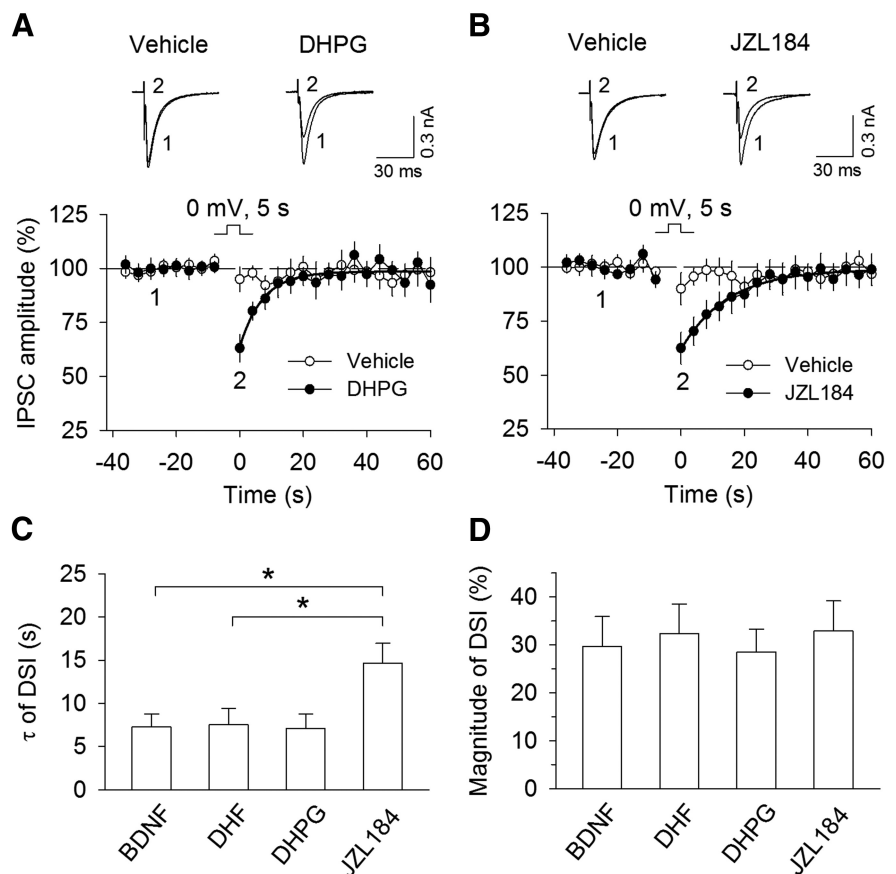 A
Vehicle DHPG
2 2
1 1
0.3 nA
30 ms
0 mV, 5 s
IPSC amplitude (%)
125
100
75
50
25
1
2
Vehicle
DHPG
-40 -20 0 20 40 60
Time (s)
B
Vehicle JZL184
2 2
1 1
0.3 nA
30 ms
0 mV, 5 s
125
100
75
50
25
1
2
Vehicle
JZL184
-40 -20 0 20 40 60
Time (s)
C
τ of DSI (s)
25
20
15
10
5
0
*
*
BDNF DHF DHPG JZL184
D
Magnitude of DSI (%)
40
30
20
10
0
BDNF DHF DHPG JZL184